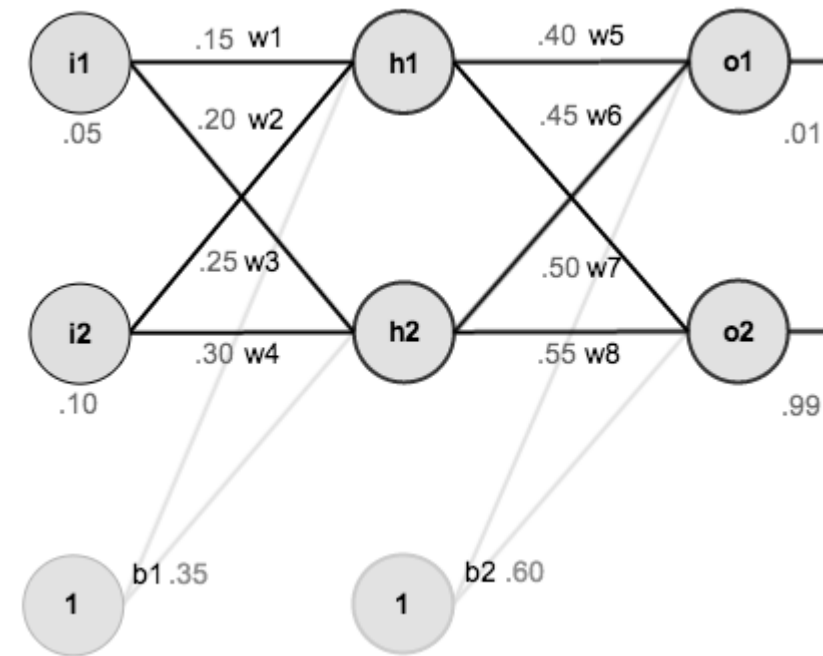 .15 w1
.40 w5
i1
h1
o1
.20 w2
.45 w6
.05
.01
.25 w3
.50 w7
i2
h2
o2
.30 w4
.55 w8
.10
.99
b1 .35
b2 .60
1
1